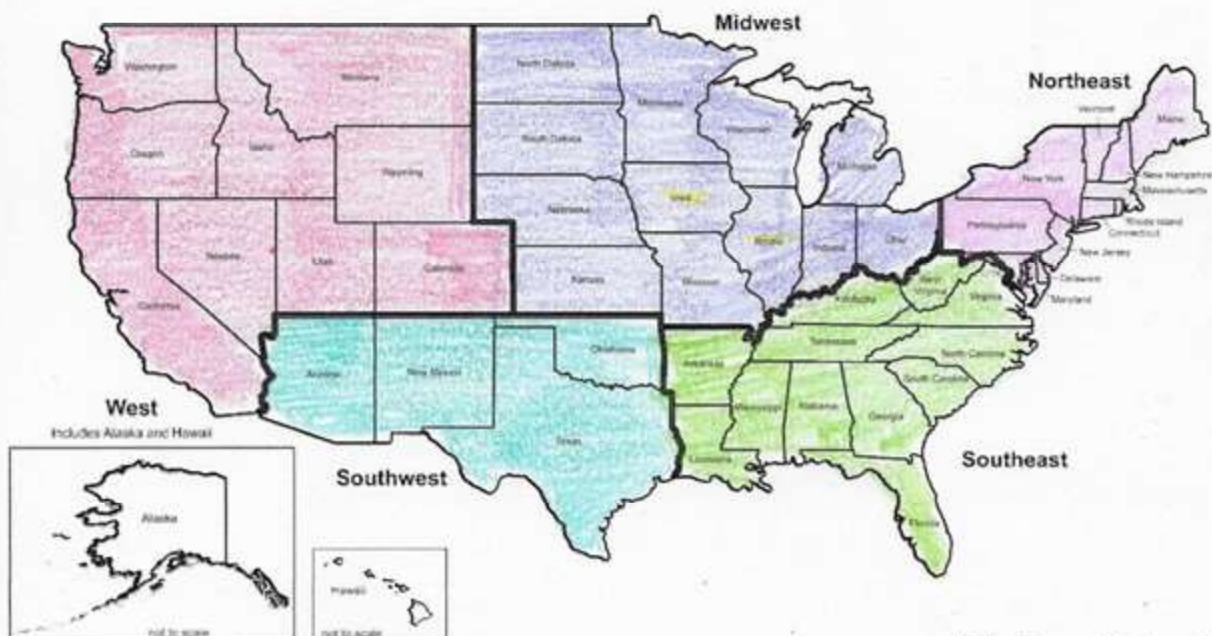 Midwest
Northeast
Washington
Montana
North Dakota
Minnesota
Vermont
Maine
Oregon
Idaho
South Dakota
Wisconsin
Michigan
New York
New Hampshire
Massachusetts
Wyoming
Iowa
Rhode Island
Connecticut
Nebraska
Pennsylvania
Nevada
Utah
Colorado
Kansas
Missouri
Illinois
Indiana
Ohio
New Jersey
Delaware
Maryland
California
West Virginia
Virginia
Kentucky
Tennessee
North Carolina
Arizona
New Mexico
Oklahoma
Arkansas
South Carolina
Mississippi
Alabama
Georgia
West
Includes Alaska and Hawaii
Texas
Louisiana
Southeast
Southwest
Florida
Alaska
not to scale
Hawaii
not to scale